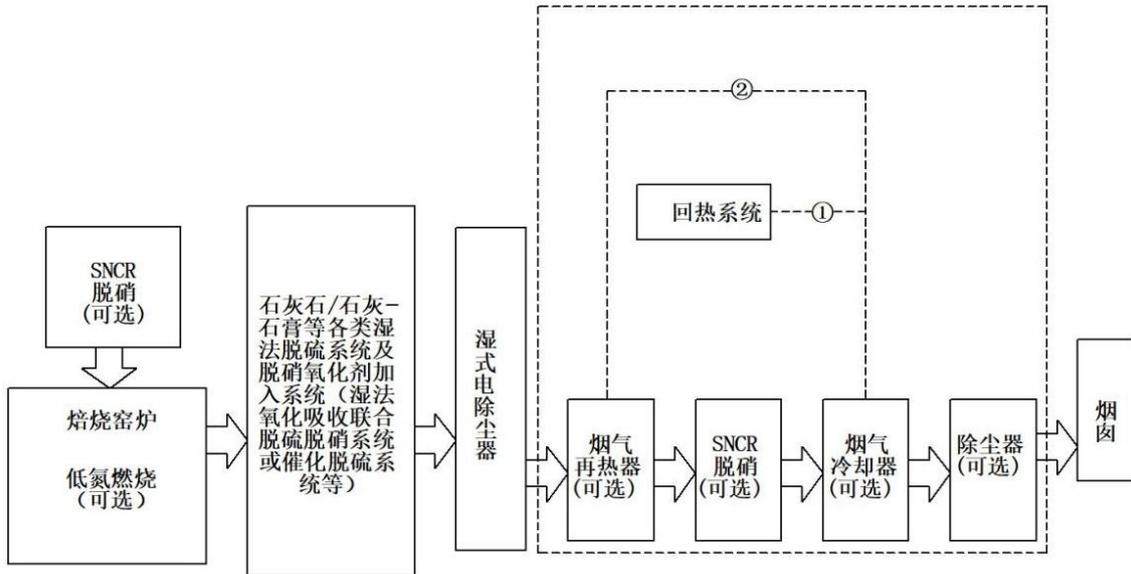 SNCR
脱硝
(可选)
焙烧窑炉
低氮燃烧
(可选)
石灰石/石灰-
石膏等各类湿
法脱硫系统及
脱硝氧化剂加
入系统（湿法
氧化吸收联合
脱硫脱硝系统
或催化脱硫系
统等）
湿式电除尘器
②
回热系统
①
烟气
再热器
(可选)
SNCR
脱硝
(可选)
烟气
冷却器
(可选)
除尘器
(可选)
烟囱